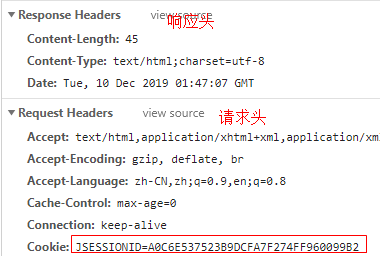 Response Headers view source
响应头
Content-Length: 45
Content-Type: text/html;charset=utf-8
Date: Tue, 10 Dec 2019 01:47:07 GMT
Request Headers view source 请求头
Accept: text/html,application/xhtml+xml,application/xm
Accept-Encoding: gzip, deflate, br
Accept-Language: zh-CN,zh;q=0.9,en;q=0.8
Cache-Control: max-age=0
Connection: keep-alive
Cookie: JSESSIONID=A0C6E537523B9DCFA7F274FF960099B2